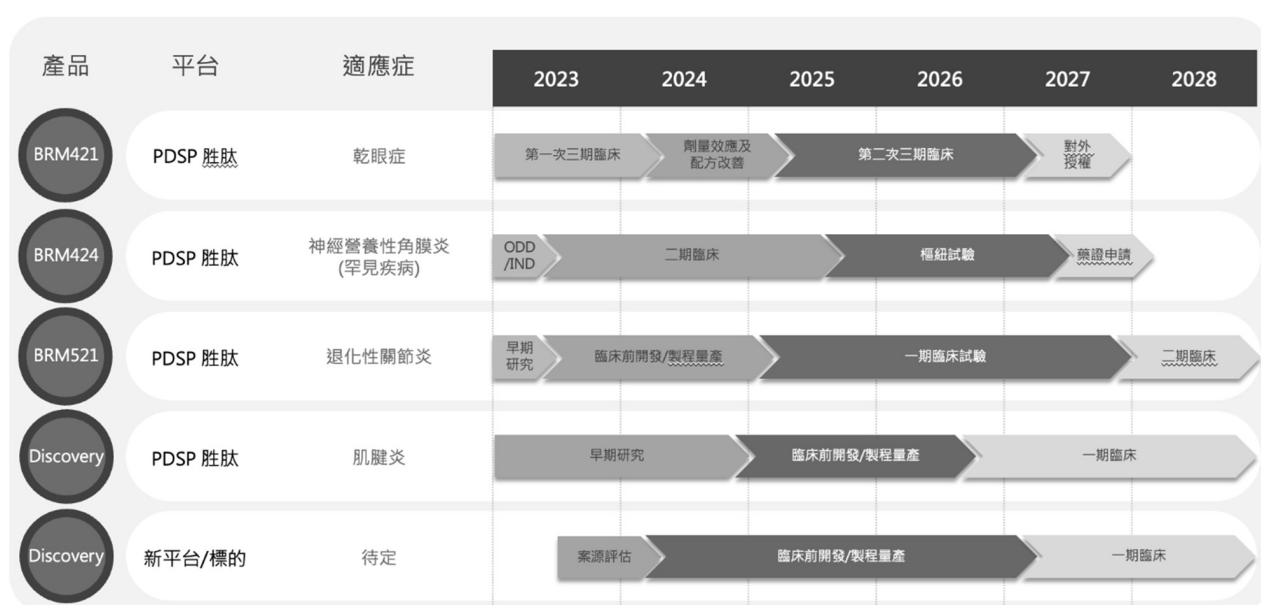 產品 平台 適應症 2023 2024 2025 2026 2027 2028
BRM421 PDSP 胜肽 乾眼症 第一次三期臨床 劑量效應及 第二次三期臨床 對外
配方改善 授權
BRM424 PDSP 胜肽 神經營養性角膜炎 ODD 二期臨床 樞紐試驗 藥證申請
(罕見疾病) /IND
BRM521 PDSP 胜肽 退化性關節炎 早期 臨床前開發/製程量產 一期臨床試驗 二期臨床
研究
Discovery PDSP 胜肽 肌腱炎 早期研究 臨床前開發/製程量產 一期臨床
Discovery 新平台/標的 待定 案源評估 臨床前開發/製程量產 一期臨床